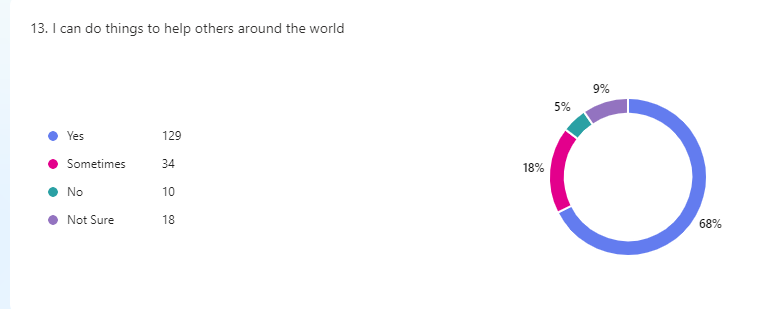 13. I can do things to help others around the world
9%
5%
Yes 129
Sometimes 34
18%
No 10
Not Sure 18
68%